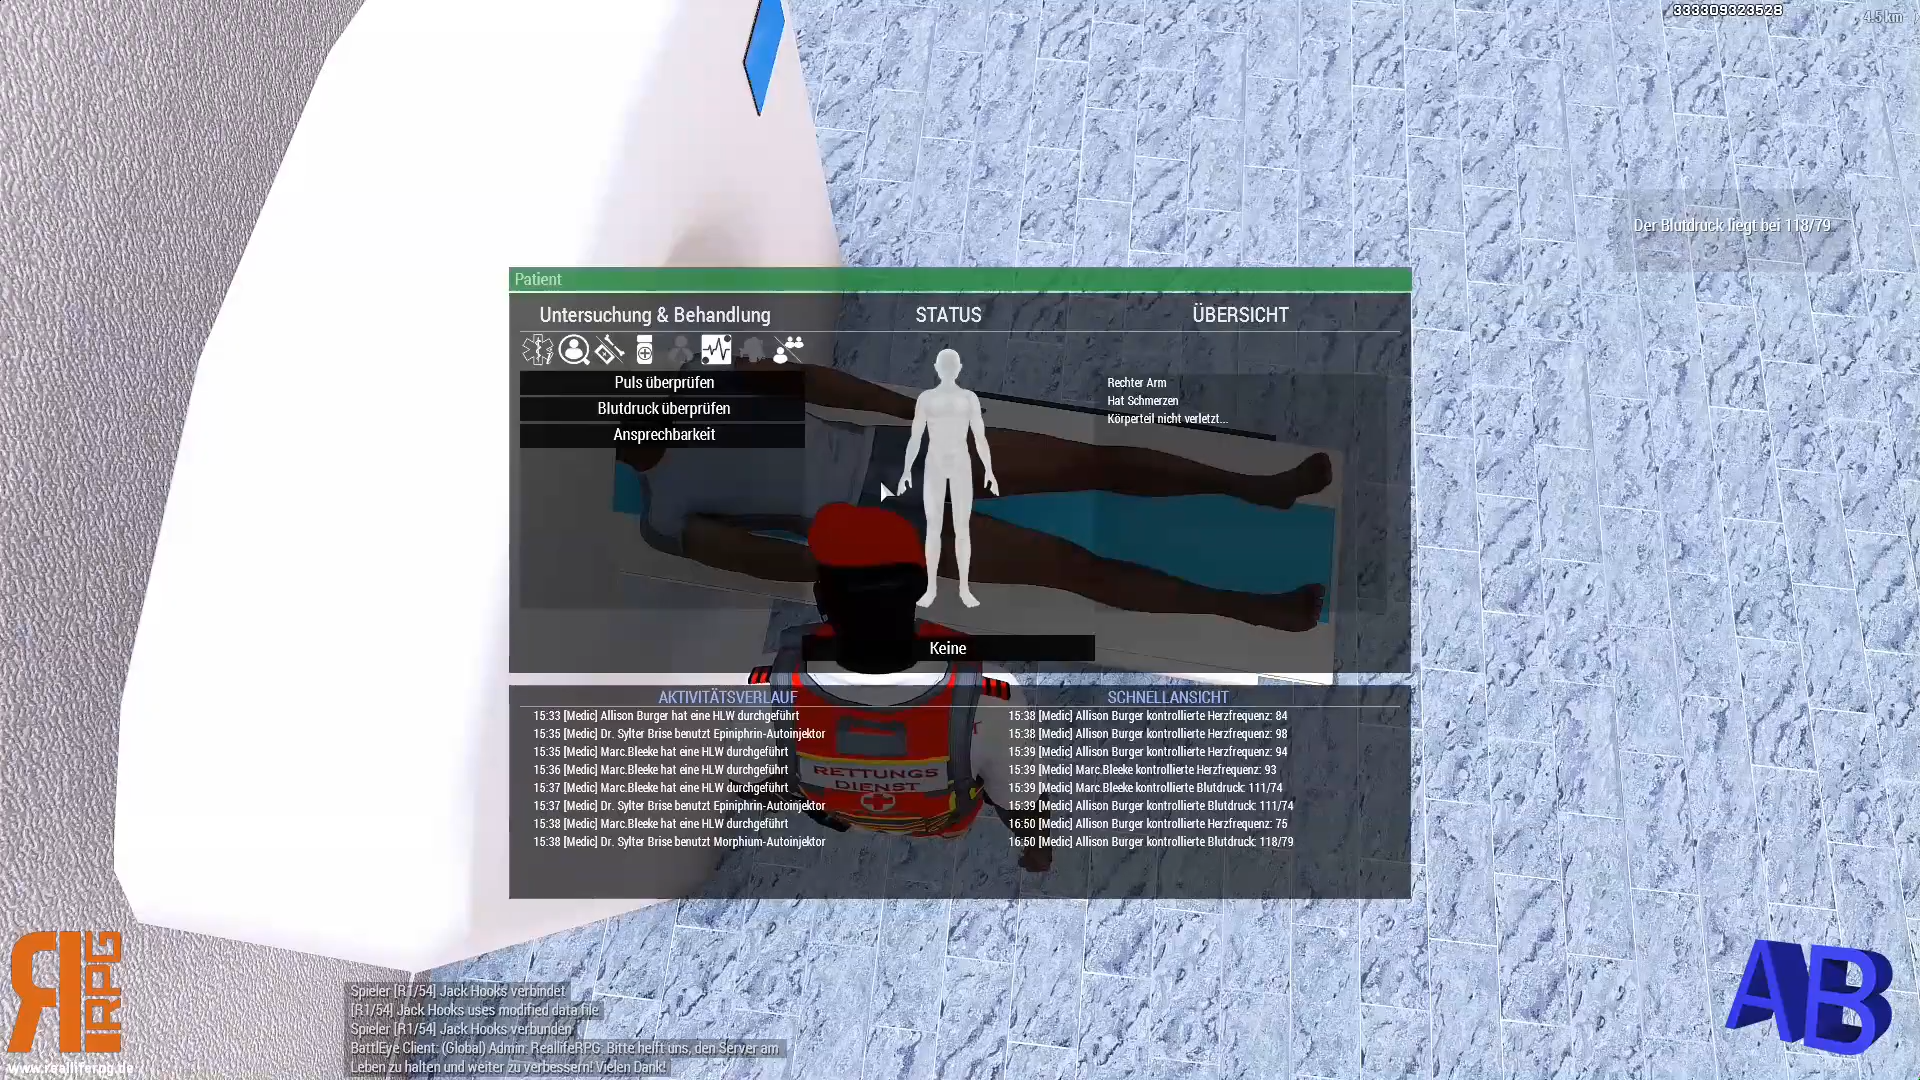 333309323528
4.5 km
Der Blutdruck liegt bei 118/79
Patient
Untersuchung & Behandlung
STATUS
ÜBERSICHT
Puls überprüfen
Blutdruck überprüfen
Ansprechbarkeit
Rechter Arm
Hat Schmerzen
Körperteil nicht verletzt...
Keine
AKTIVITÄTSVERLAUF
15:33 [Medic] Allison Burger hat eine HLW durchgeführt
15:35 [Medic] Dr. Sylter Brise benutzt Epiniphrin-Autoinjektor
15:35 [Medic] Marc.Bleeke hat eine HLW durchgeführt
15:36 [Medic] Marc.Bleeke hat eine HLW durchgeführt
15:37 [Medic] Marc.Bleeke hat eine HLW durchgeführt
15:37 [Medic] Dr. Sylter Brise benutzt Epiniphrin-Autoinjektor
15:38 [Medic] Marc.Bleeke hat eine HLW durchgeführt
15:38 [Medic] Dr. Sylter Brise benutzt Morphium-Autoinjektor
SCHNELLANSICHT
15:38 [Medic] Allison Burger kontrollierte Herzfrequenz: 84
15:38 [Medic] Allison Burger kontrollierte Herzfrequenz: 98
15:39 [Medic] Allison Burger kontrollierte Herzfrequenz: 94
15:39 [Medic] Marc.Bleeke kontrollierte Herzfrequenz: 93
15:39 [Medic] Marc.Bleeke kontrollierte Blutdruck: 111/74
15:39 [Medic] Allison Burger kontrollierte Blutdruck: 111/74
16:50 [Medic] Allison Burger kontrollierte Herzfrequenz: 75
16:50 [Medic] Allison Burger kontrollierte Blutdruck: 118/79
RETTUNGS
DIENST
RPG
AB
Spieler [R1/54] Jack Hooks verbindet
[R1/54] Jack Hooks uses modified data file
Spieler [R1/54] Jack Hooks verbunden
BattlEye Client: (Global) Admin: ReallifeRPG: Bitte helft uns, den Server am
Leben zu halten und weiter zu verbessern! Vielen Dank!
www.realliferpg.de